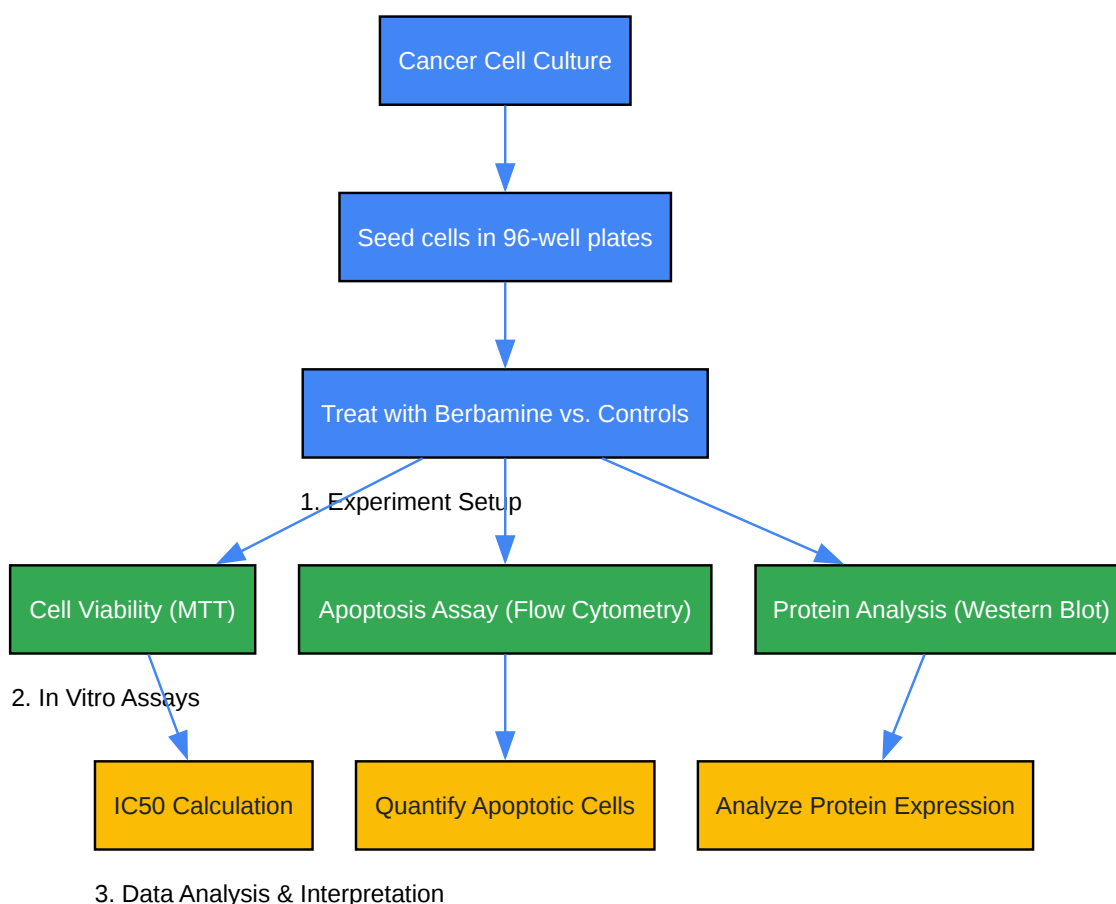 Cancer Cell Culture
Seed cells in 96-well plates
Treat with Berbamine vs. Controls
1. Experiment Setup
Cell Viability (MTT)
Apoptosis Assay (Flow Cytometry)
Protein Analysis (Western Blot)
2. In Vitro Assays
IC50 Calculation
Quantify Apoptotic Cells
Analyze Protein Expression
3. Data Analysis & Interpretation